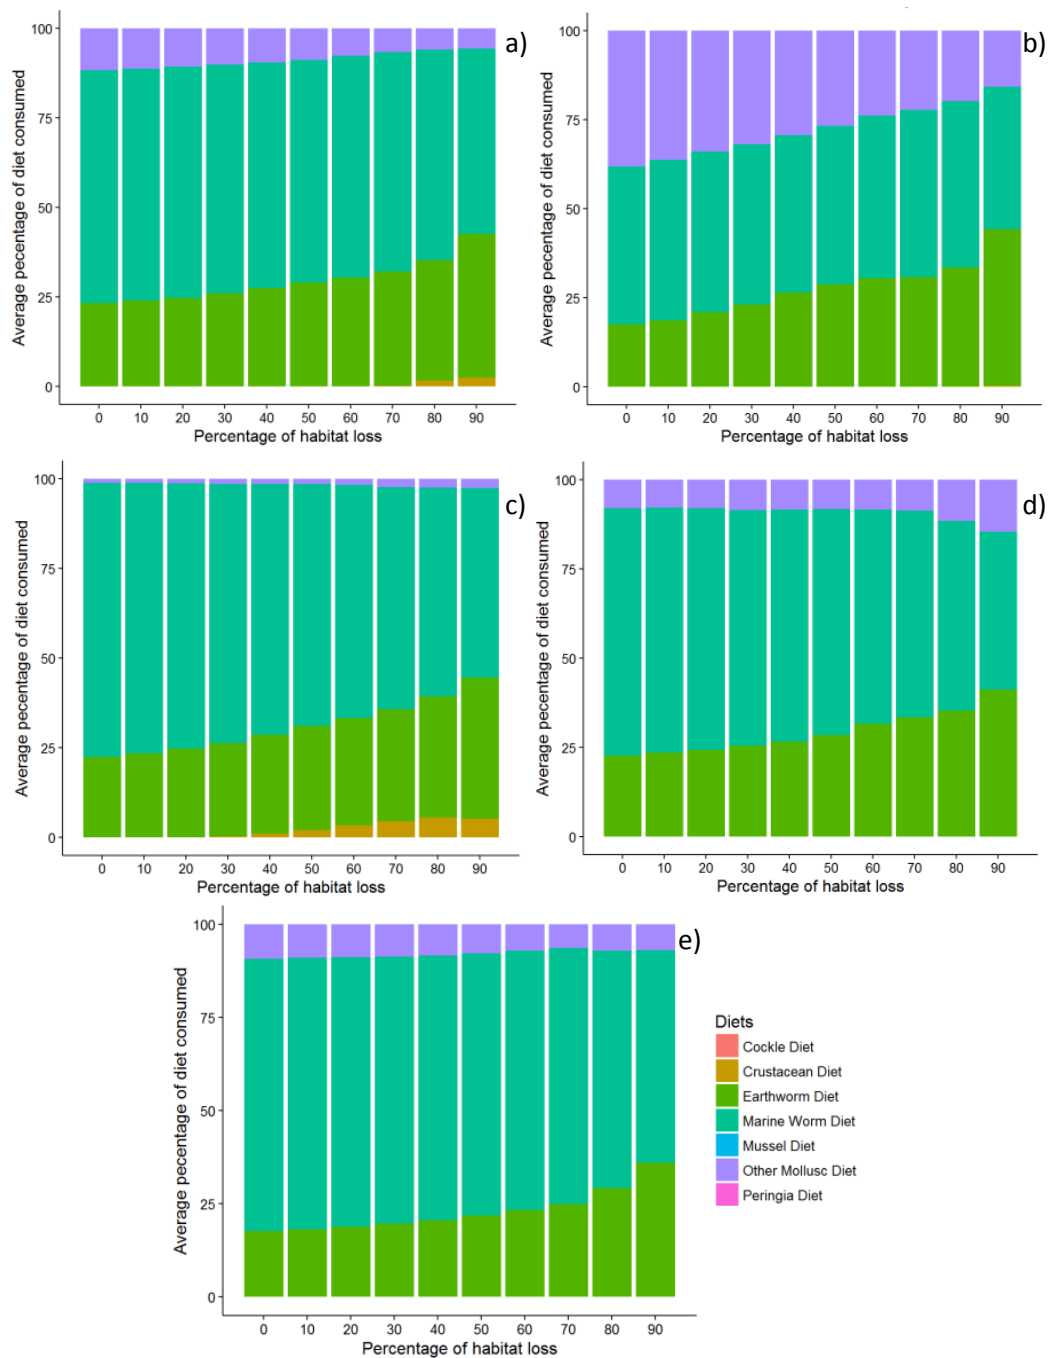 a)
100
75
50
25
0
Average pecentage of diet consumed
0 10 20 30 40 50 60 70 80 90
Percentage of habitat loss
b)
100
75
50
25
0
Average pecentage of diet consumed
0 10 20 30 40 50 60 70 80 90
Percentage of habitat loss
c)
100
75
50
25
0
Average pecentage of diet consumed
0 10 20 30 40 50 60 70 80 90
Percentage of habitat loss
d)
100
75
50
25
0
Average pecentage of diet consumed
0 10 20 30 40 50 60 70 80 90
Percentage of habitat loss
e)
100
75
50
25
0
Average pecentage of diet consumed
0 10 20 30 40 50 60 70 80 90
Percentage of habitat loss
Diets
Cockle Diet
Crustacean Diet
Earthworm Diet
Marine Worm Diet
Mussel Diet
Other Mollusc Diet
Peringia Diet